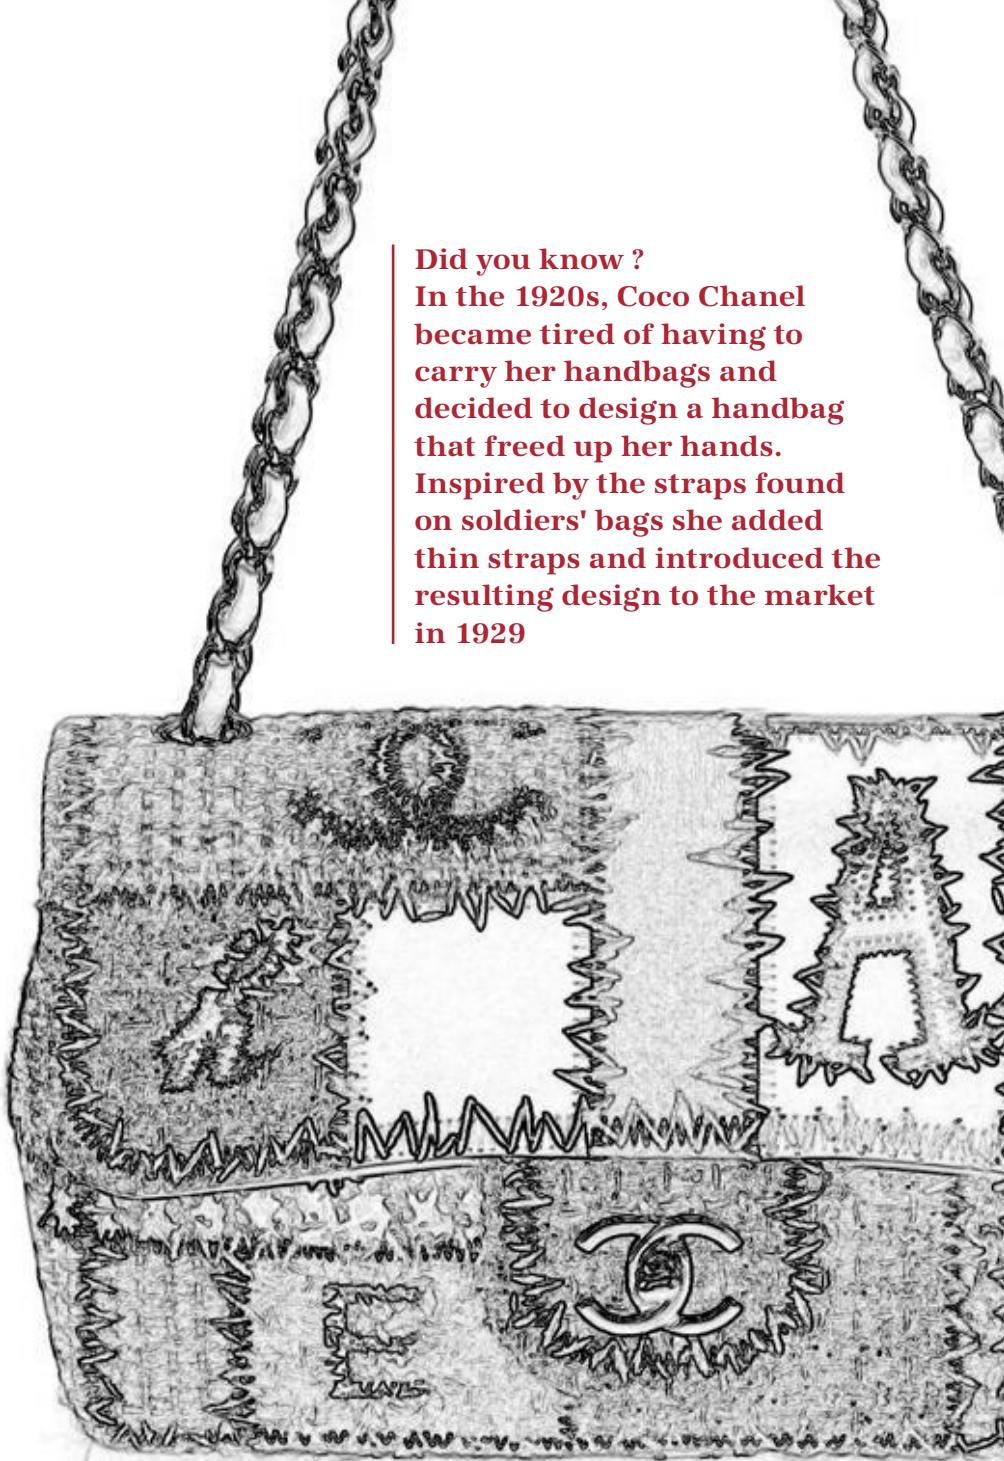 Did you know ?
In the 1920s, Coco Chanel
became tired of having to
carry her handbags and
decided to design a handbag
that freed up her hands.
Inspired by the straps found
on soldiers' bags she added
thin straps and introduced the
resulting design to the market
in 1929
A
E